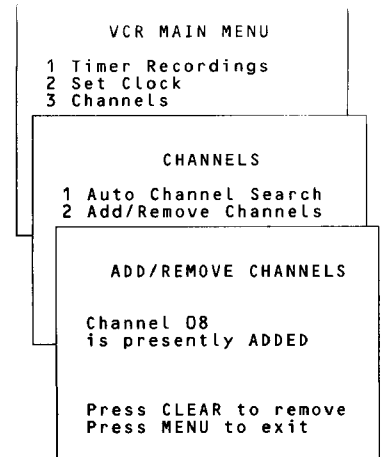 VCR MAIN MENU
1 Timer Recordings
2 Set Clock
3 Channels
CHANNELS
1 Auto Channel Search
2 Add/Remove Channels
ADD/REMOVE CHANNELS
Channel 08
is presently ADDED
Press CLEAR to remove
Press MENU to exit